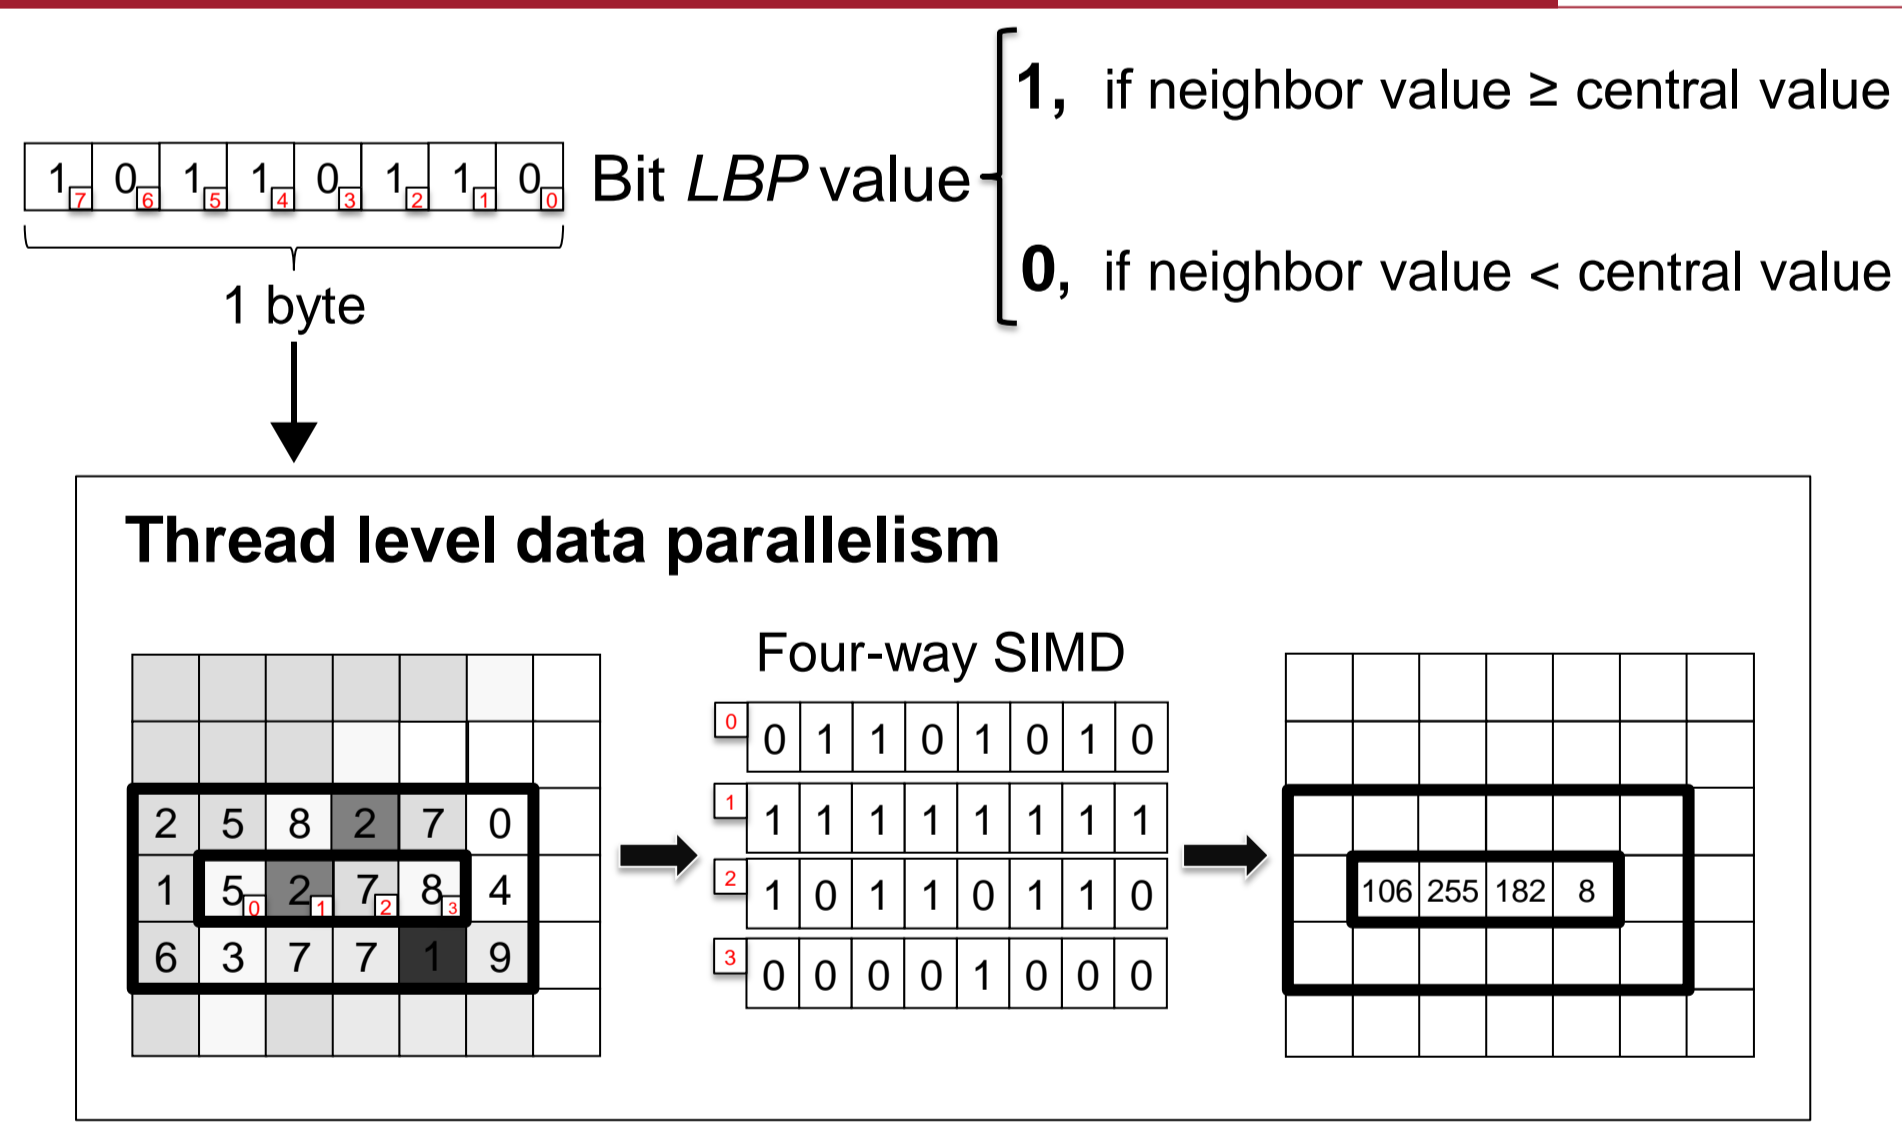 1, if neighbor value ≥ central value
1 7 0 6 1 5 1 4 0 3 1 2 1 1 0 0 Bit LBP value
0, if neighbor value < central value
1 byte
Thread level data parallelism
Four-way SIMD
0 0 1 1 0 1 0 1 0
1 1 1 1 1 1 1 1 1
2 1 0 1 1 0 1 1 0
3 0 0 0 0 1 0 0 0
2 5 8 2 7 0
1 5 0 2 1 7 2 8 3 4
6 3 7 7 1 9
106 255 182 8